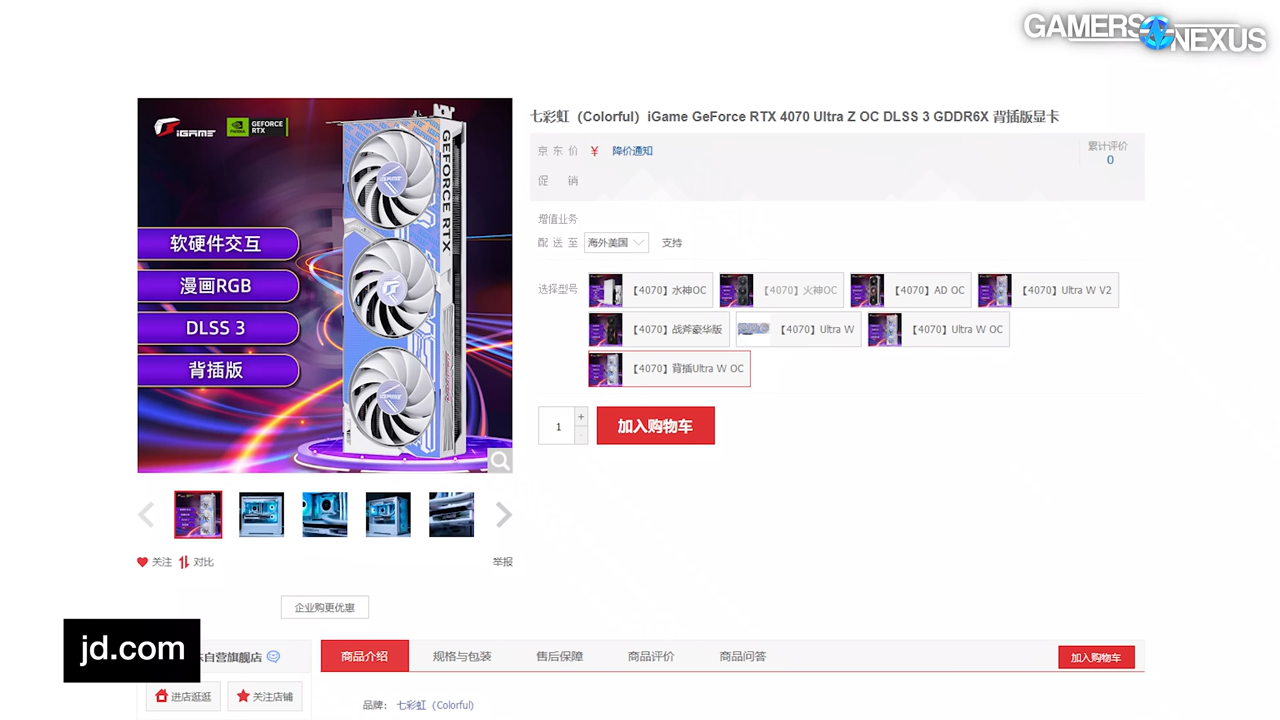 GAMERS NEXUS
iGAME
NVIDIA
GEFORCE RTX
GEFORCE RTX
软硬件交互
漫画RGB
DLSS 3
背插版
七彩虹（Colorful）iGame GeForce RTX 4070 Ultra Z OC DLSS 3 GDDR6X 背插版显卡
京 东 价 ￥ 降价通知
累计评价
0
促 销
增值业务
配 送 至 海外美国 支持
选择型号 【4070】水神OC 【4070】火神OC 【4070】AD OC 【4070】Ultra W V2
【4070】战斧豪华版 【4070】Ultra W 【4070】Ultra W OC
【4070】背插Ultra W OC
1 + -
加入购物车
关注 对比 举报
企业购更优惠
jd.com
自营旗舰店
进店逛逛 关注店铺
商品介绍 规格与包装 售后保障 商品评价 商品问答 加入购物车
品牌： 七彩虹（Colorful）